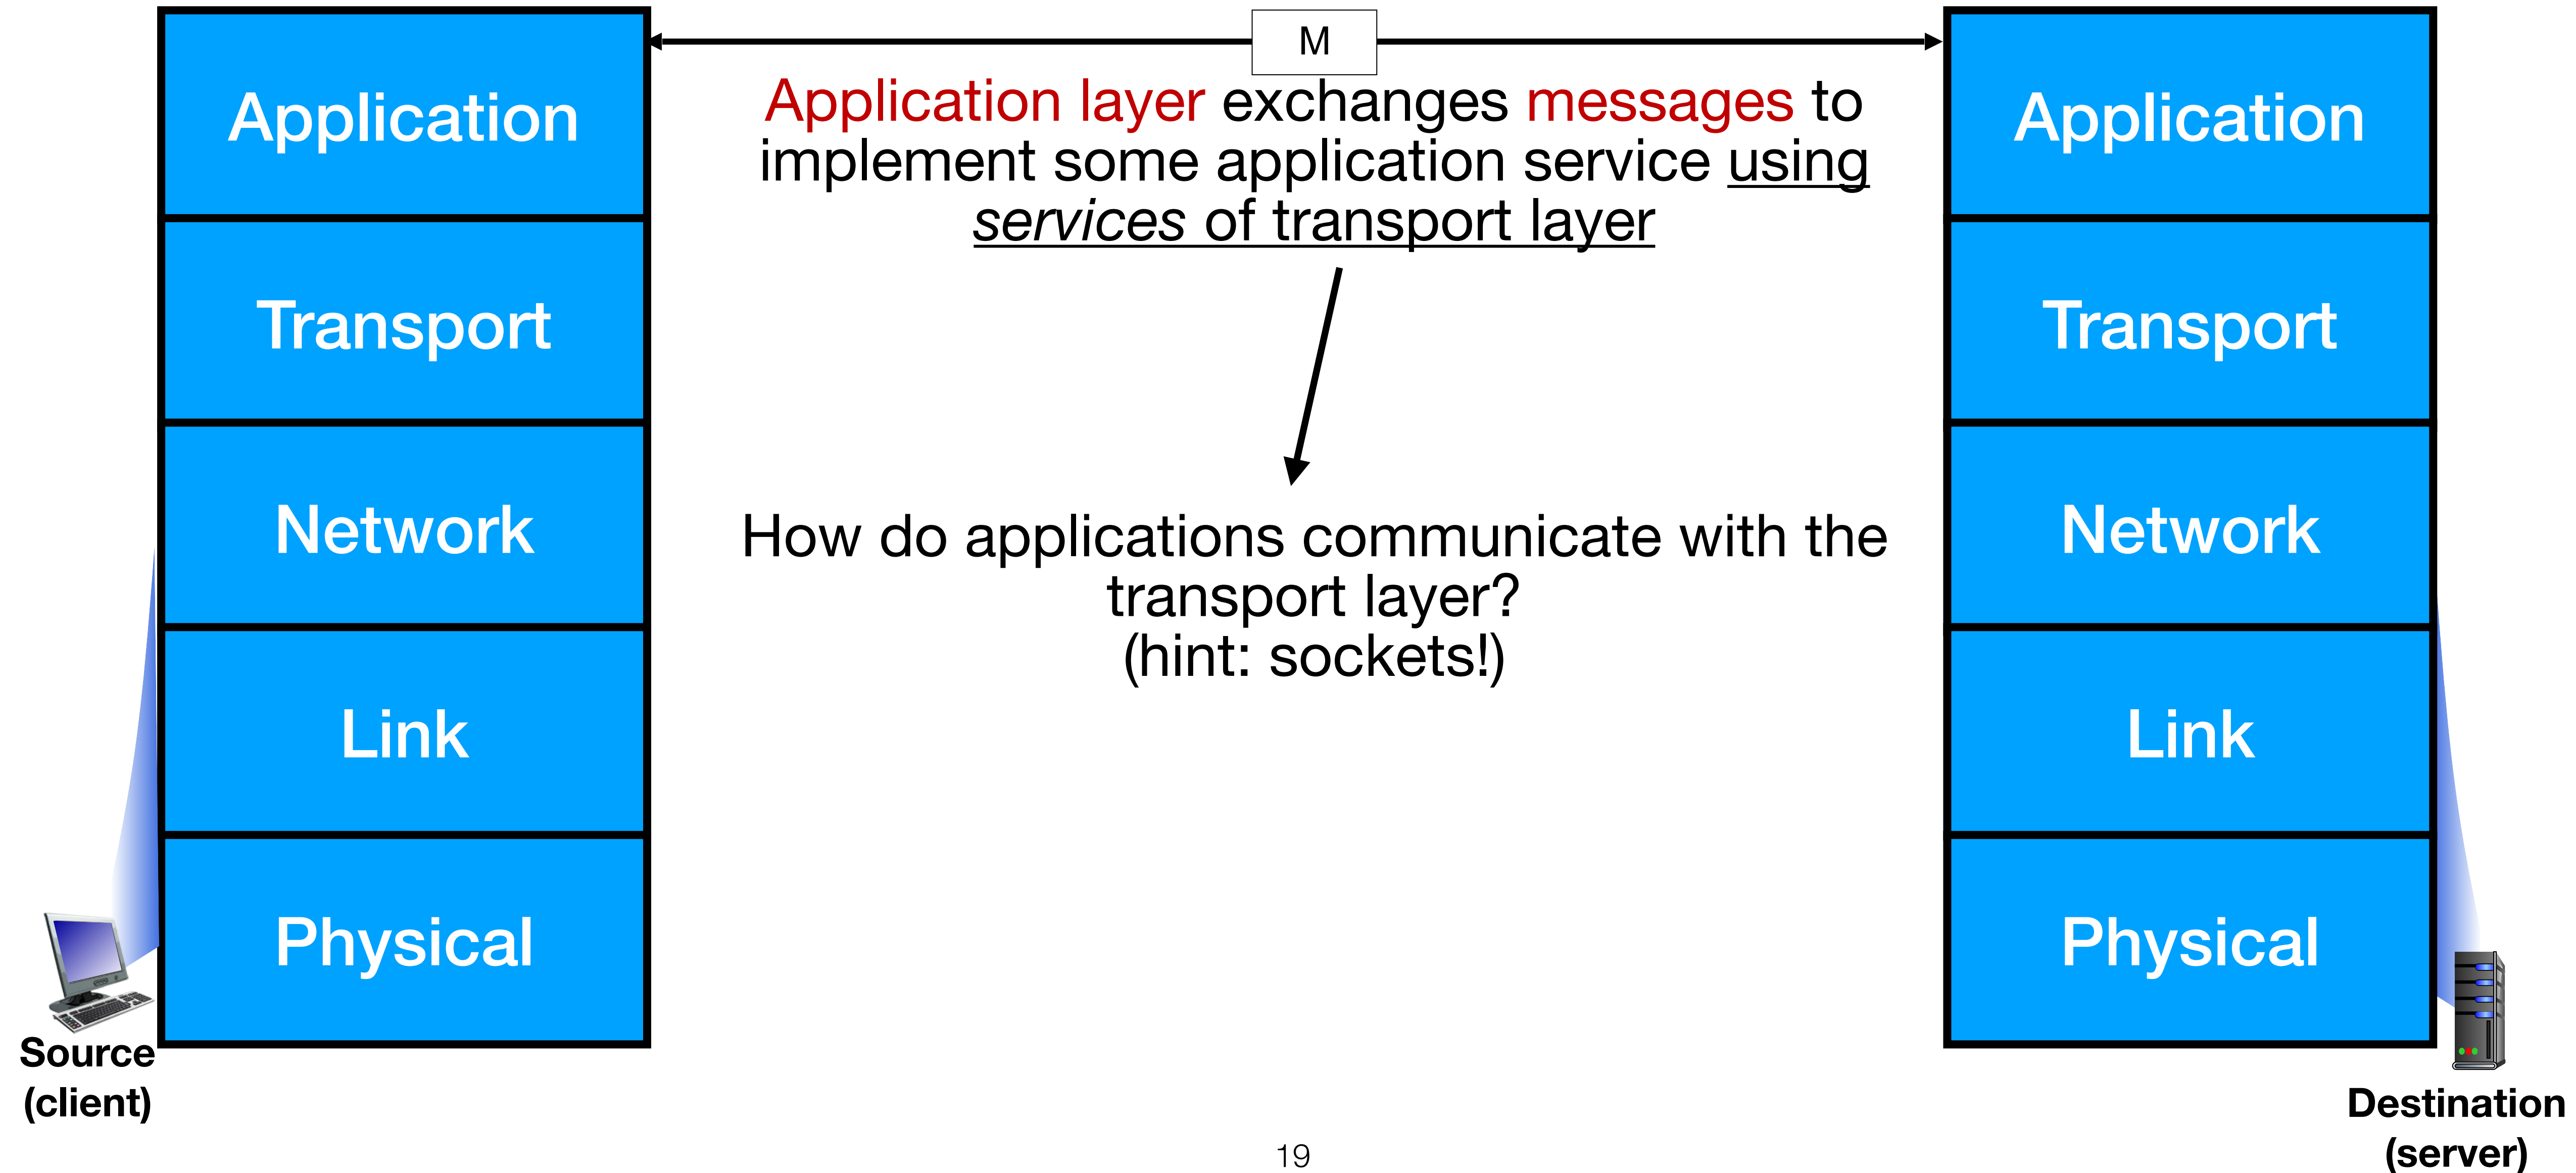 M
Application layer exchanges messages to
implement some application service using
services of transport layer
How do applications communicate with the
transport layer?
(hint: sockets!)
Application
Transport
Network
Link
Physical
Source
(client)
Application
Transport
Network
Link
Physical
Destination
(server)
19